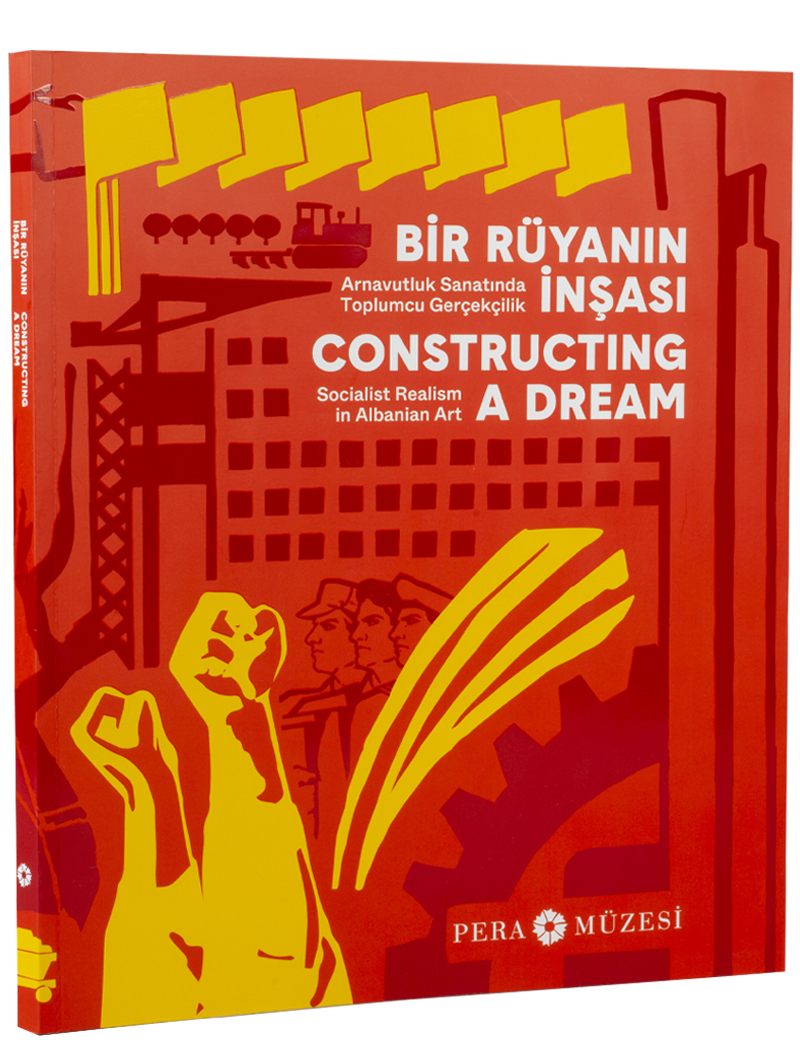 BİR RÜYANIN
İNŞASI
Arnavutluk Sanatında
Toplumcu Gerçekçilik
CONSTRUCTING
A DREAM
Socialist Realism
in Albanian Art
PERA MÜZESİ
BİR RÜYANIN
İNŞASI
CONSTRUCTING
A DREAM